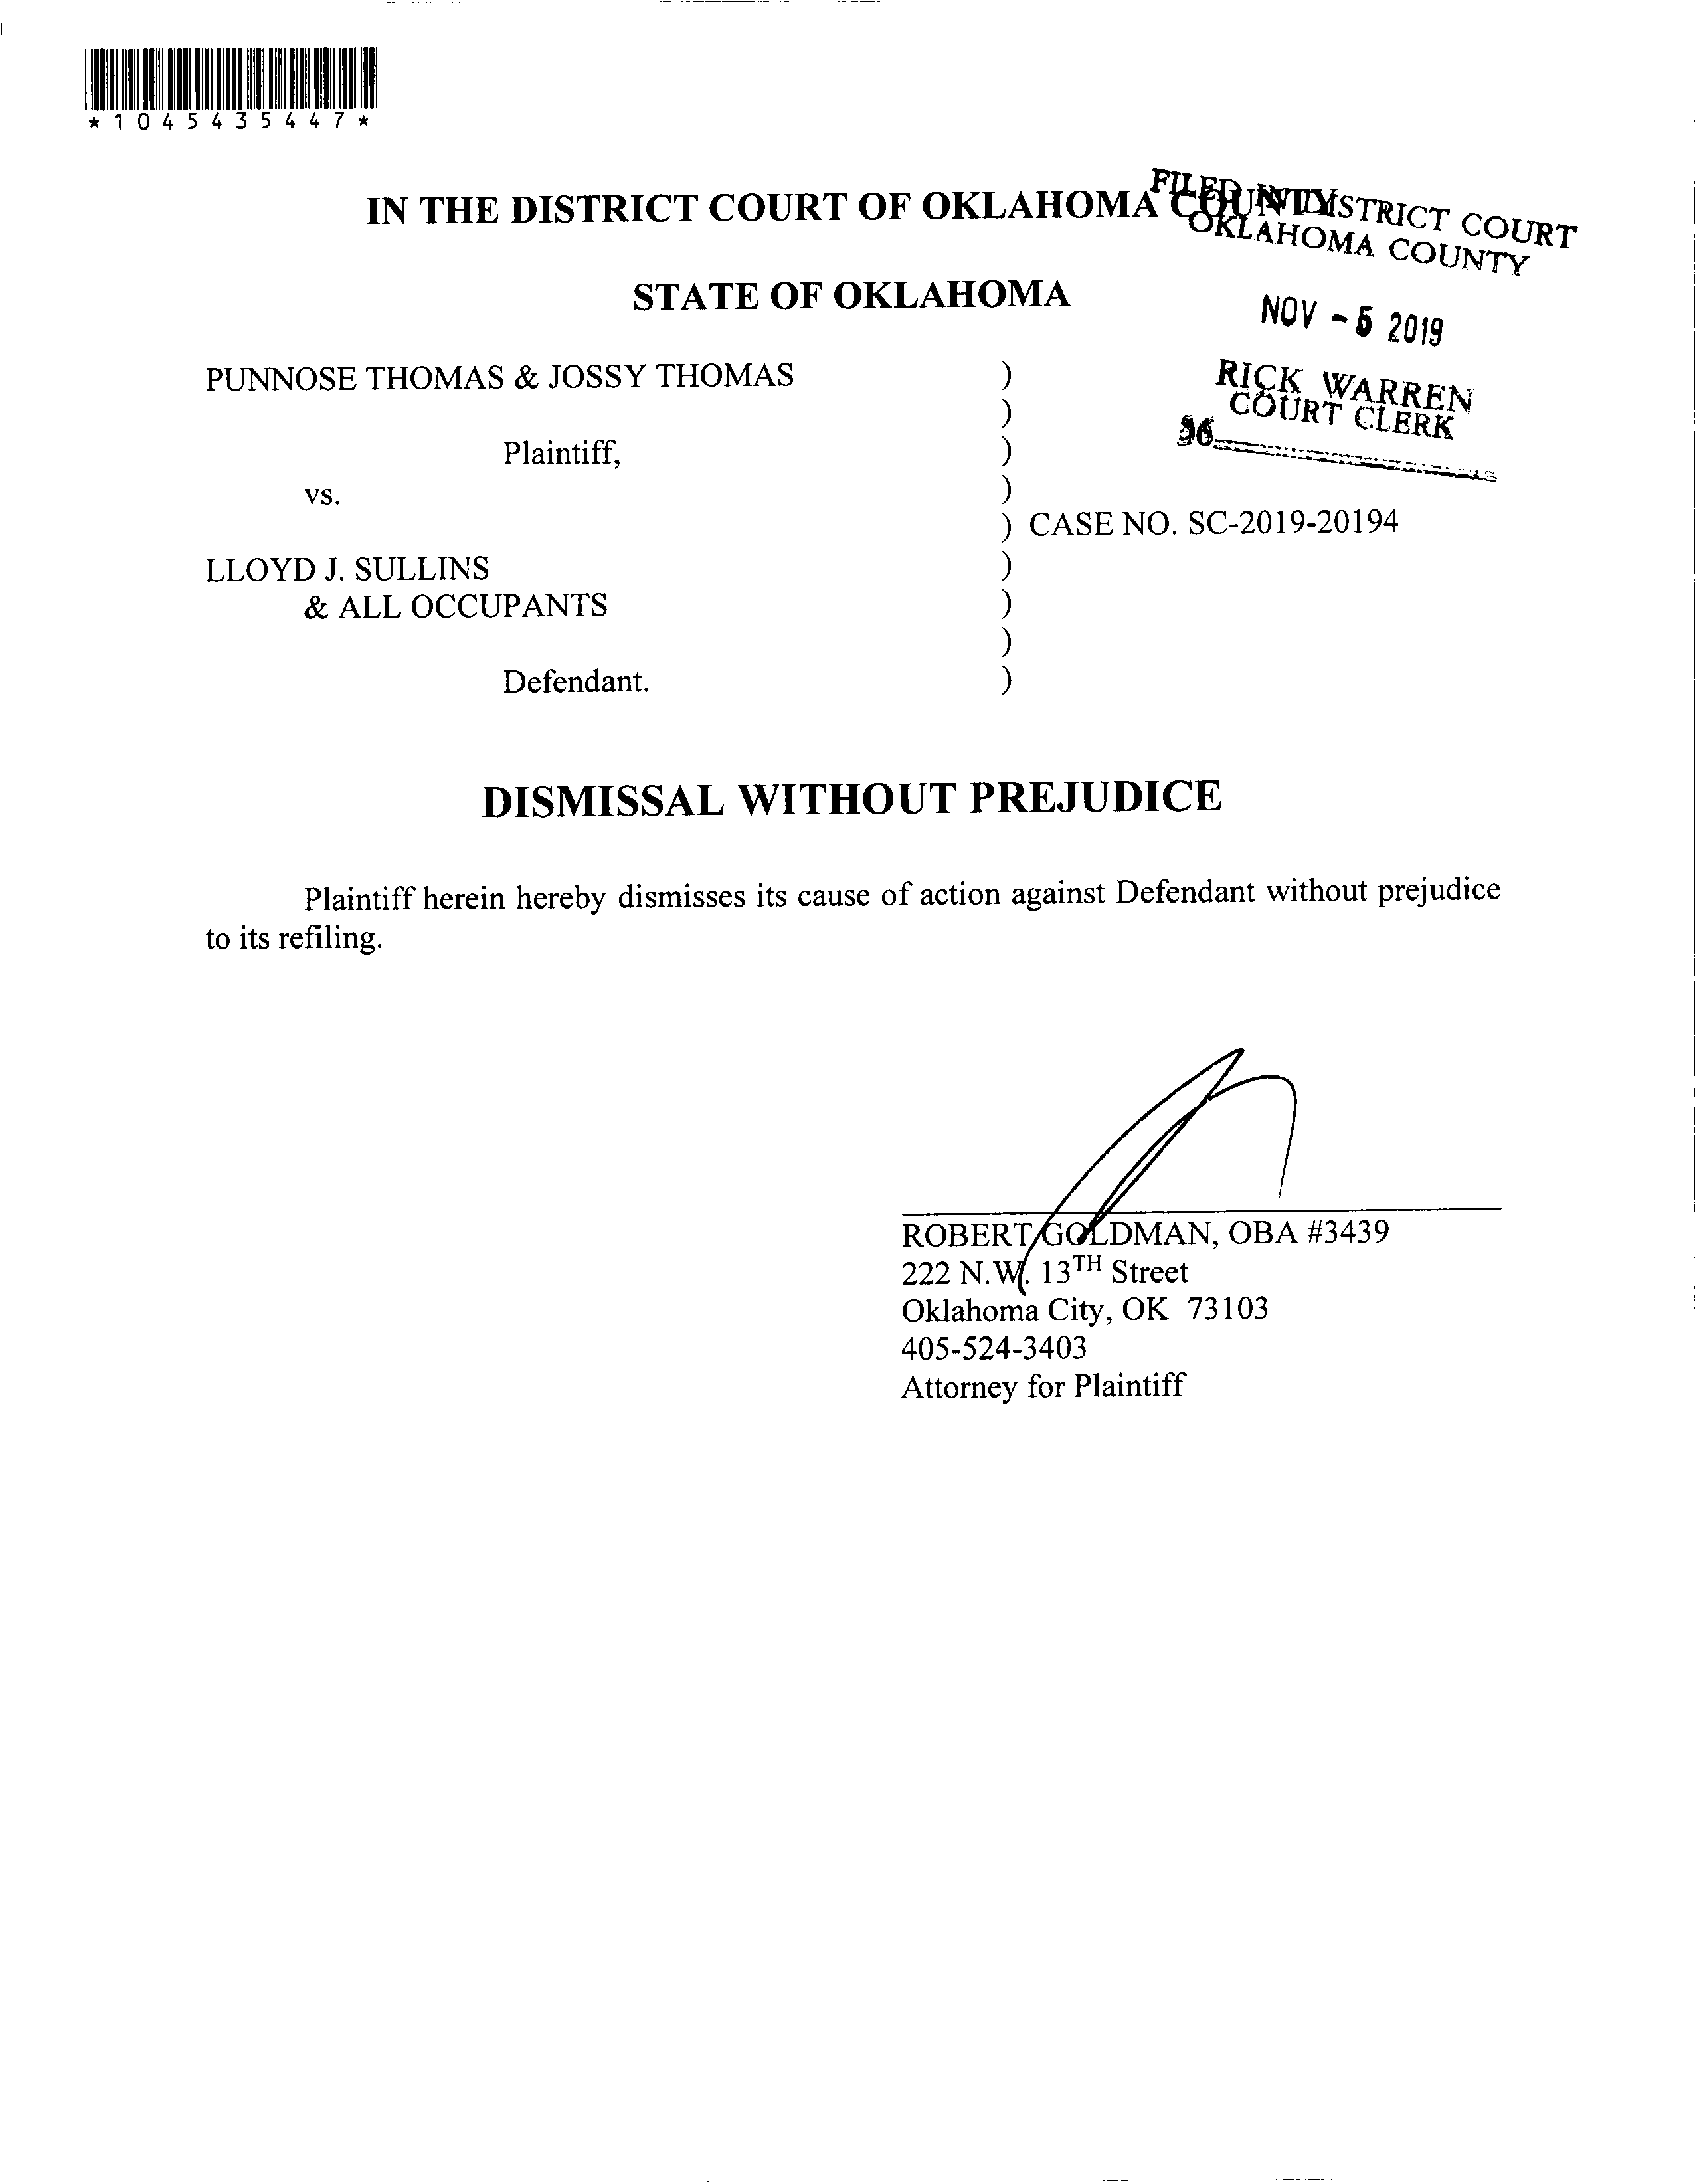 *1045435447*
IN THE DISTRICT COURT OF OKLAHOMA COUNTY
FILED IN DISTRICT COURT
OKLAHOMA COUNTY
STATE OF OKLAHOMA
NOV - 5 2019
PUNNOSE THOMAS & JOSSY THOMAS )
RICK WARREN
COURT CLERK
)
Plaintiff, )
vs. )
) CASE NO. SC-2019-20194
LLOYD J. SULLINS )
& ALL OCCUPANTS )
)
Defendant. )
DISMISSAL WITHOUT PREJUDICE
Plaintiff herein hereby dismisses its cause of action against Defendant without prejudice
to its refiling.
ROBERT GOLDMAN, OBA #3439
222 N.W. 13TH Street
Oklahoma City, OK 73103
405-524-3403
Attorney for Plaintiff